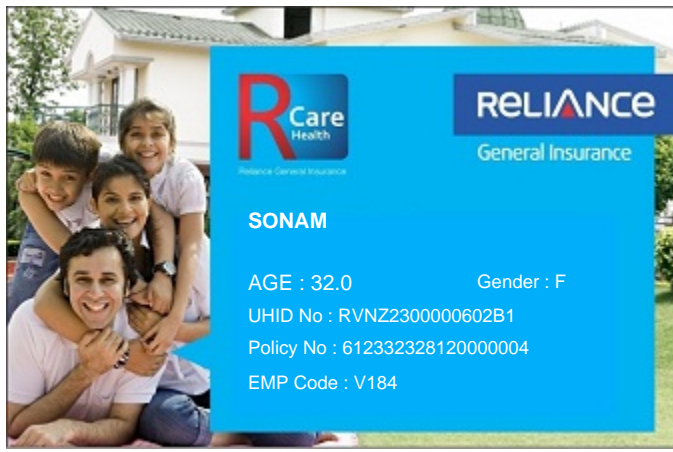 R Care
Health
Reliance General Insurance
RELIANCE
General Insurance
SONAM
AGE : 32.0 Gender : F
UHID No : RVNZ2300000602B1
Policy No : 612332328120000004
EMP Code : V184